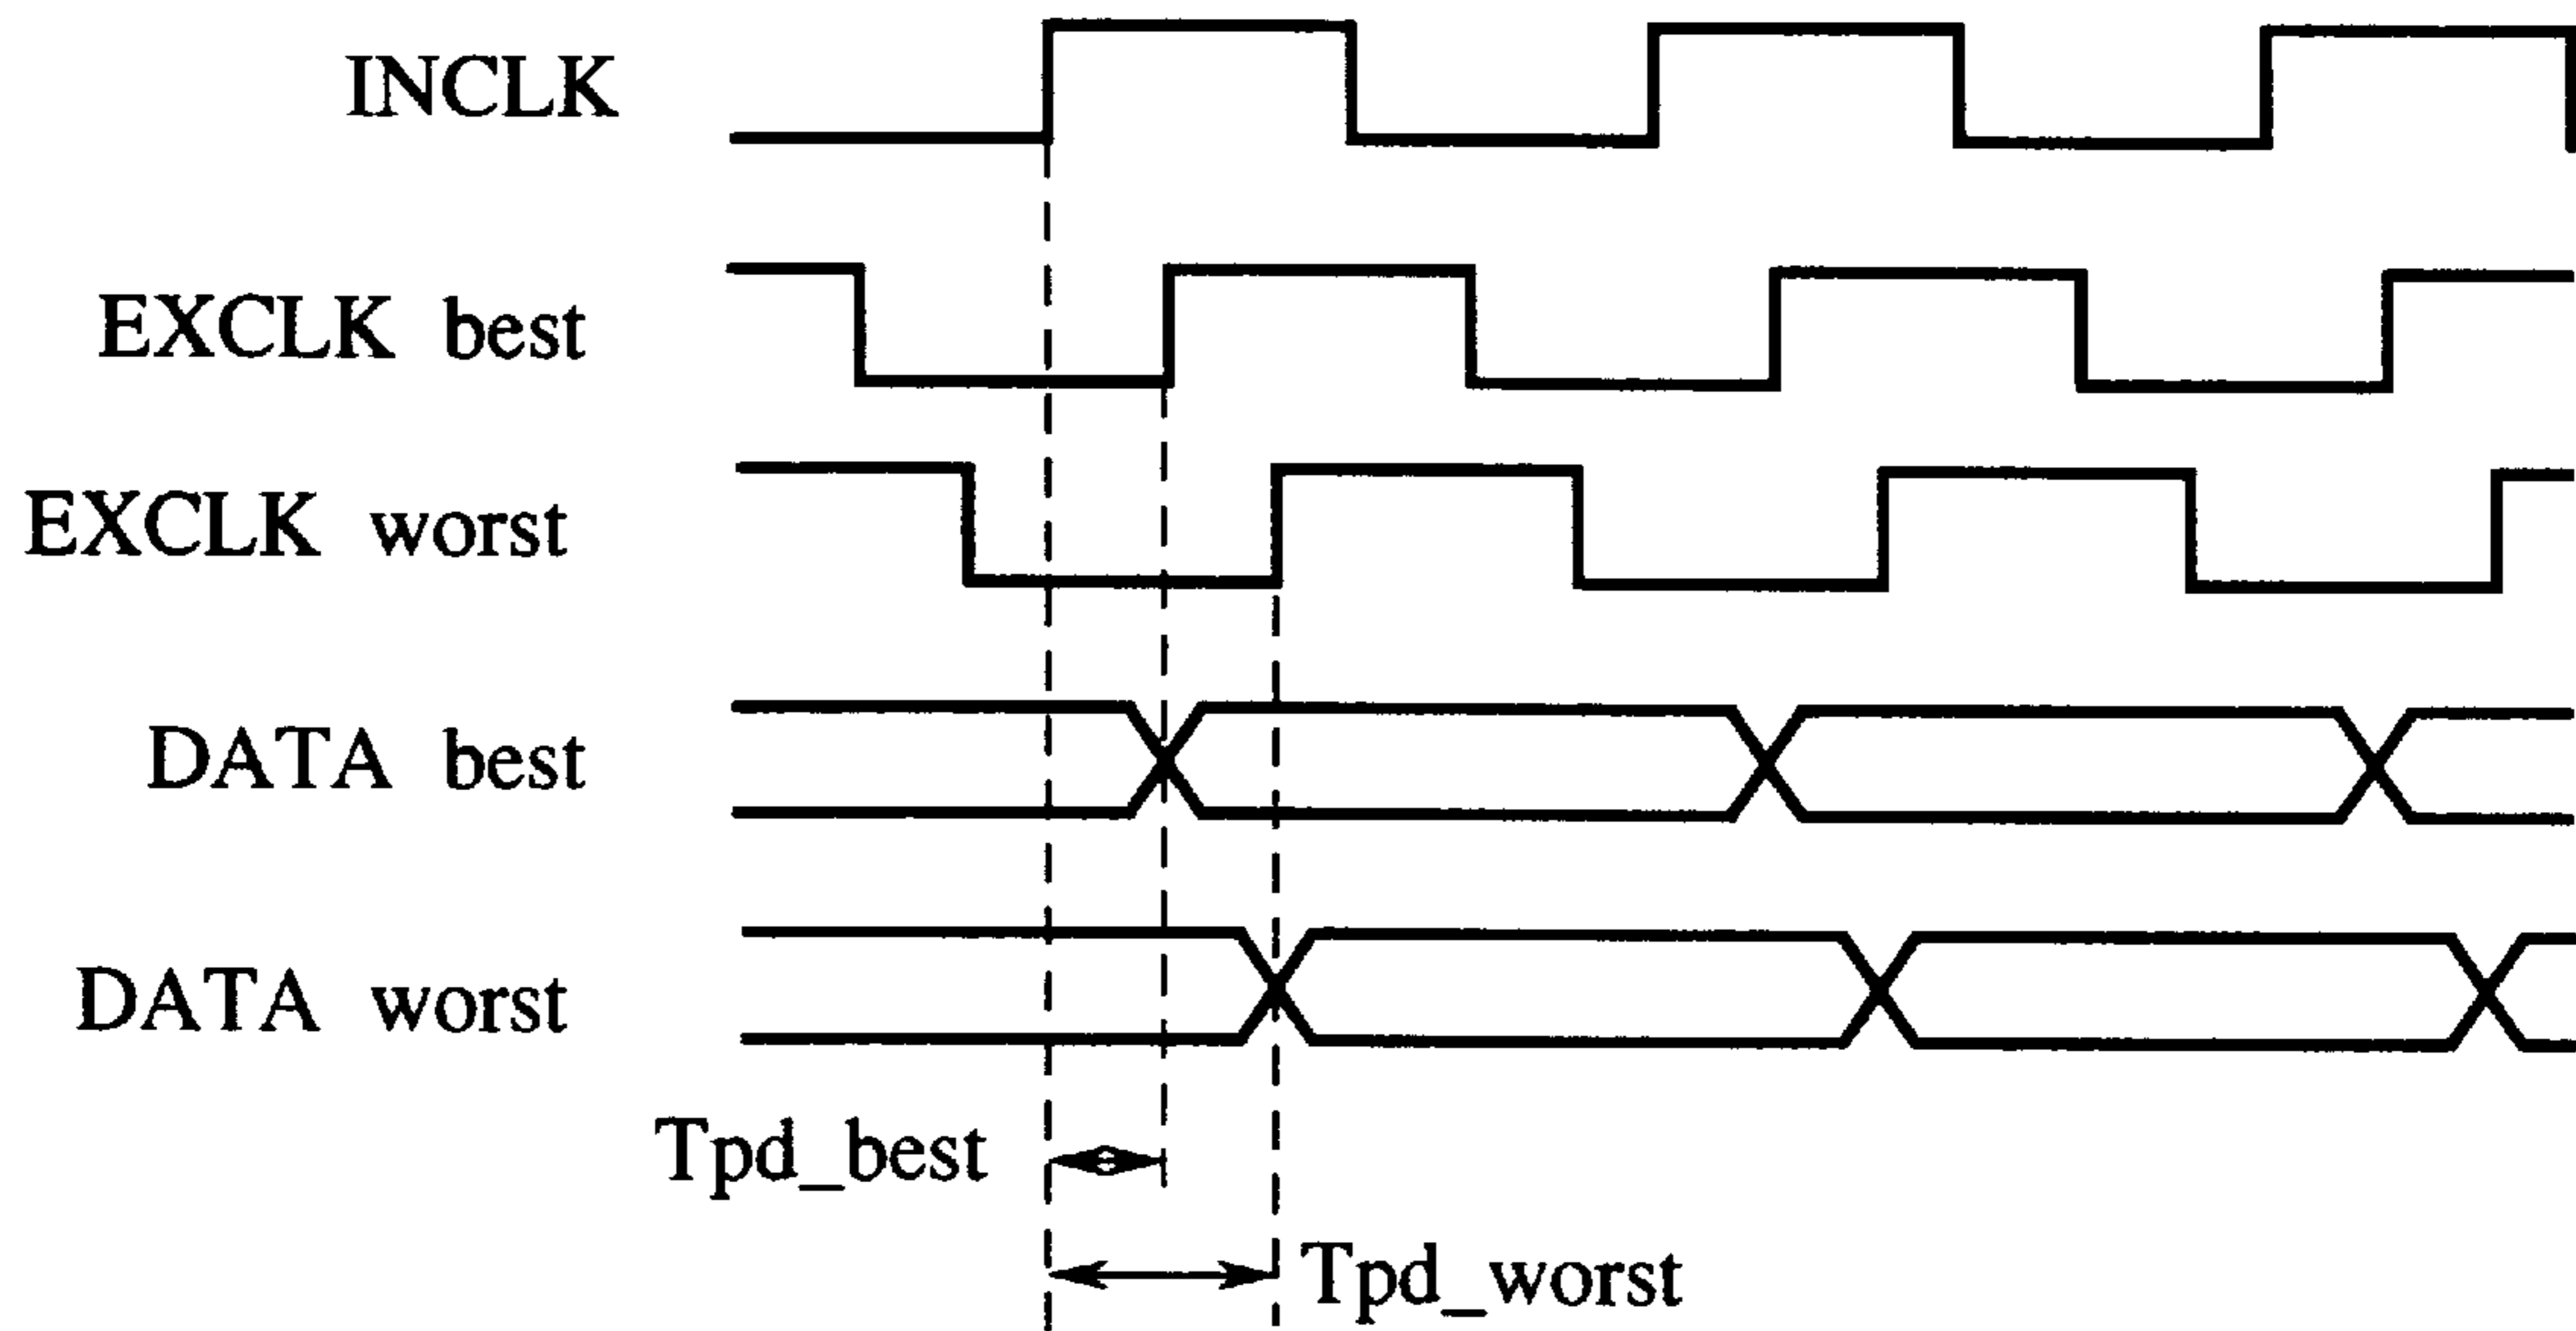 INCLK
EXCLK best
EXCLK worst
DATA best
DATA worst
Tpd_best
Tpd_worst